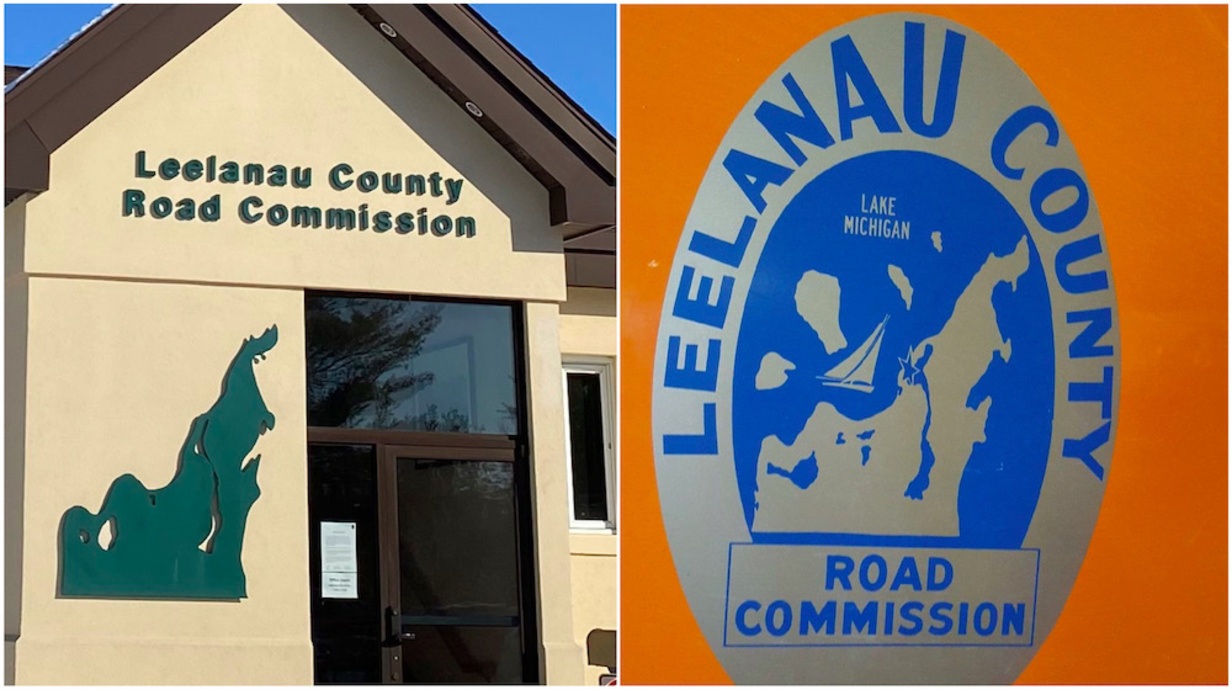 Leelanau County
Road Commission
LEELANAU COUNTY
LAKE
MICHIGAN
ROAD
COMMISSION